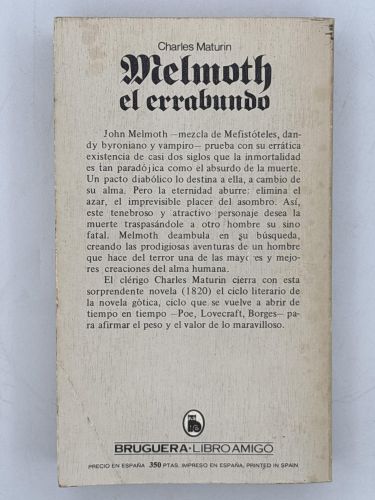 Charles Maturin
Melmoth
el errabundo
John Melmoth —mezcla de Mefistóteles, dan-
dy byroniano y vampiro— prueba con su errática
existencia de casi dos siglos que la inmortalidad
es tan paradójica como el absurdo de la muerte.
Un pacto diabólico lo destina a ella, a cambio de
su alma. Pero la eternidad aburre: elimina el
azar, el imprevisible placer del asombro. Así,
este tenebroso y atractivo personaje desea la
muerte traspasándole a otro hombre su sino
fatal. Melmoth deambula en su búsqueda,
creando las prodigiosas aventuras de un hombre
que hace del terror una de las mayores y mejo-
res creaciones del alma humana.
El clérigo Charles Maturin cierra con esta
sorprendente novela (1820) el ciclo literario de
la novela gòtica, ciclo que se vuelve a abrir de
tiempo en tiempo —Poe, Lovecraft, Borges— pa-
ra afirmar el peso y el valor de lo maravilloso.
BRUGUERA·LIBRO AMIGO
PRECIO EN ESPAÑA 350 PTAS. IMPRESO EN ESPAÑA, PRINTED IN SPAIN